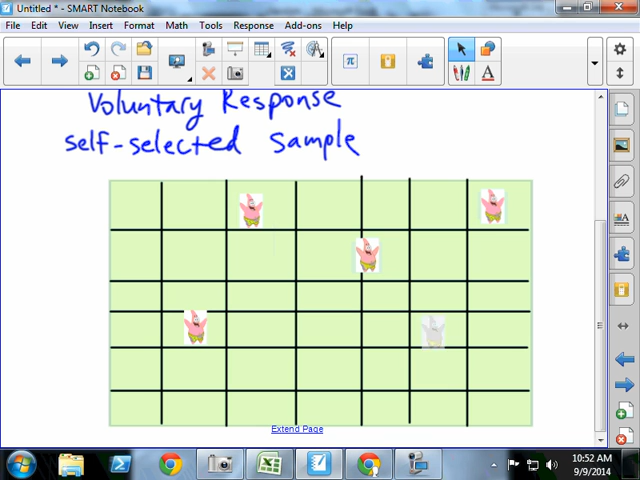 Untitled * - SMART Notebook
File Edit View Insert Format Math Tools Response Add-ons Help
π
A
Voluntary Response
self-selected Sample
Extend Page
10:52 AM
9/9/2014